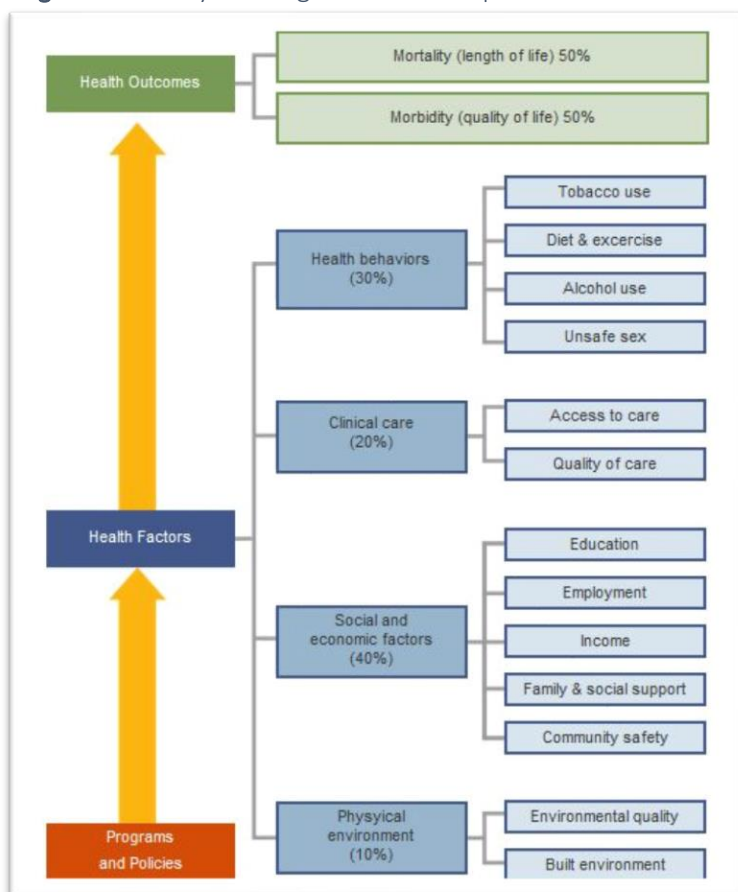 Health Outcomes
Mortality (length of life) 50%
Morbidity (quality of life) 50%
Health behaviors
(30%)
Tobacco use
Diet & excercise
Alcohol use
Unsafe sex
Clinical care
(20%)
Access to care
Quality of care
Health Factors
Social and
economic factors
(40%)
Education
Employment
Income
Family & social support
Community safety
Programs
and Policies
Physyical
environment
(10%)
Environmental quality
Built environment